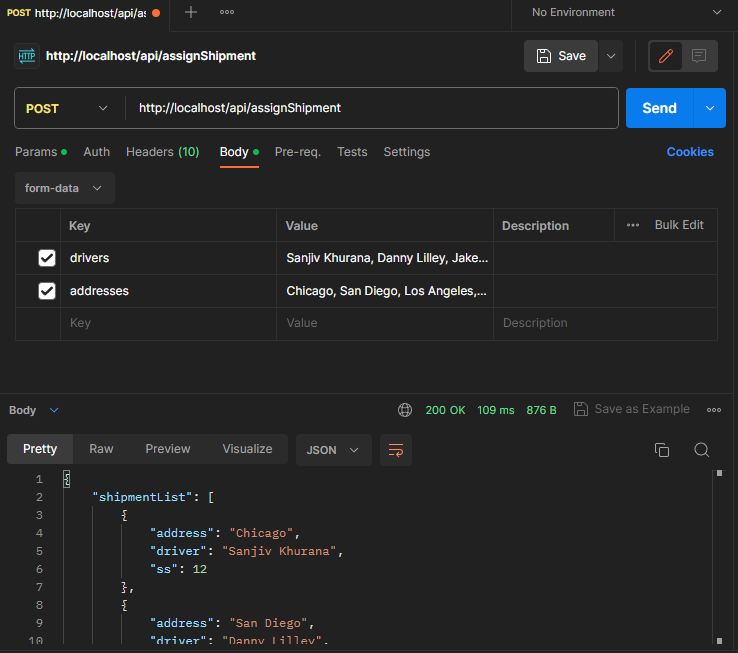 POST http://localhost/api/as
No Environment
HTTP http://localhost/api/assignShipment
Save
POST http://localhost/api/assignShipment
Send
Params Auth Headers (10) Body Pre-req. Tests Settings Cookies
form-data
Key Value Description Bulk Edit
drivers Sanjiv Khurana, Danny Lilley, Jake...
addresses Chicago, San Diego, Los Angeles,...
Key Value Description
Body 200 OK 109 ms 876 B Save as Example
Pretty Raw Preview Visualize JSON
1 {
2 "shipmentList": [
3 {
4 "address": "Chicago",
5 "driver": "Sanjiv Khurana",
6 "ss": 12
7 },
8 {
9 "address": "San Diego",
10 "driver": "Danny Lilley",